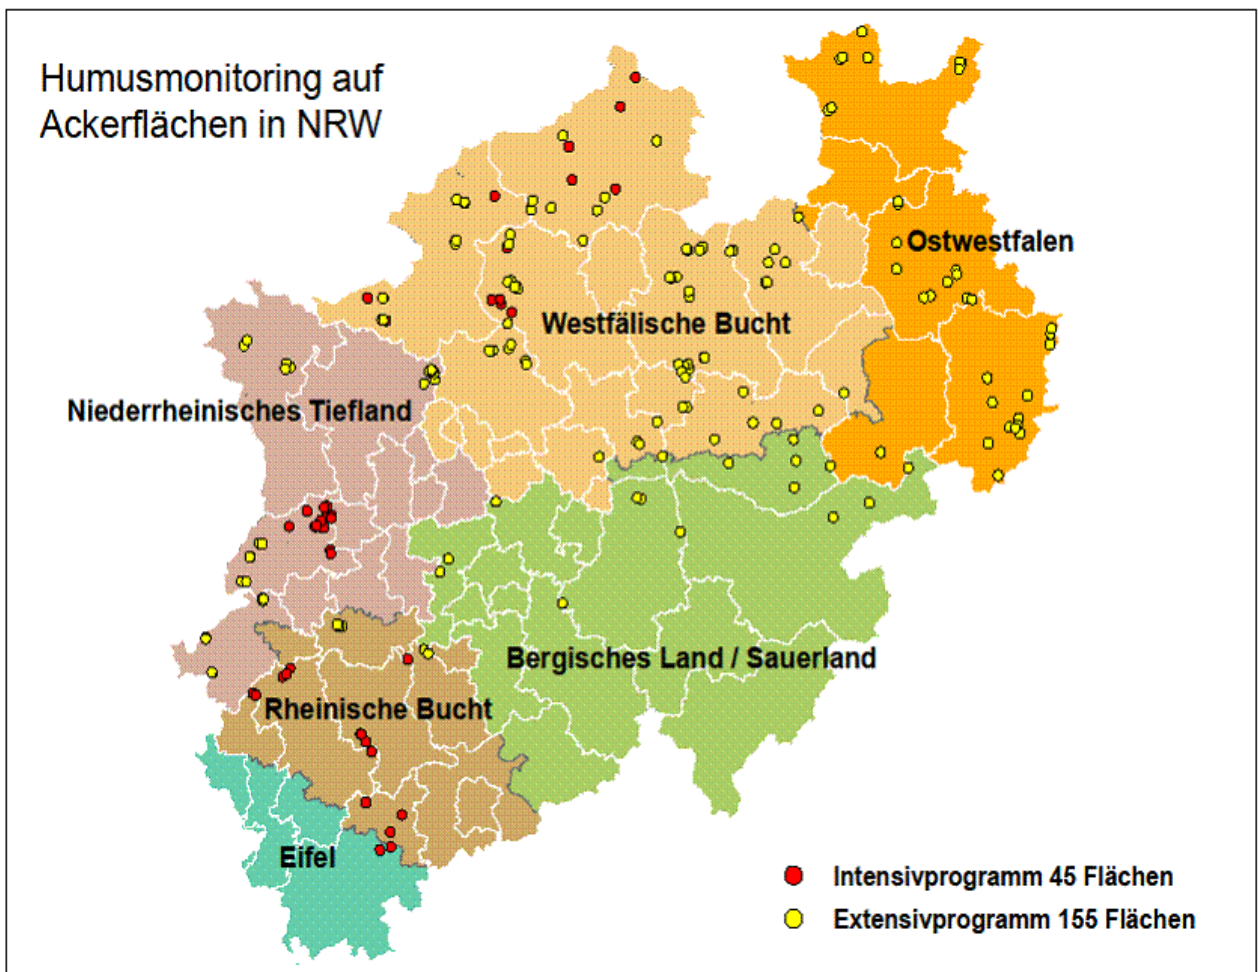 Humusmonitoring auf
Ackerflächen in NRW
Ostwestfalen
Westfälische Bucht
Niederrheinisches Tiefland
Bergisches Land / Sauerland
Rheinische Bucht
Eifel
Intensivprogramm 45 Flächen
Extensivprogramm 155 Flächen